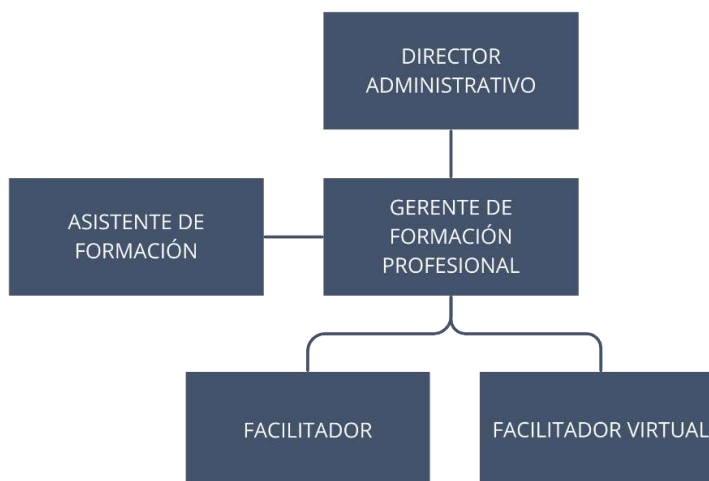 DIRECTOR
ADMINISTRATIVO
ASISTENTE DE
FORMACIÓN
GERENTE DE
FORMACIÓN
PROFESIONAL
FACILITADOR
FACILITADOR VIRTUAL